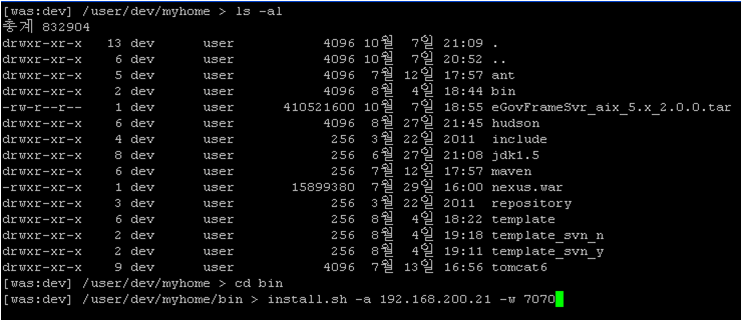 [was:dev] /user/dev/myhome > ls -al
총계 832904
drwxr-xr-x 13 dev user 4096 10월 7일 21:09 .
drwxr-xr-x 6 dev user 4096 10월 7일 20:52 ..
drwxr-xr-x 5 dev user 4096 7월 12일 17:57 ant
drwxr-xr-x 2 dev user 4096 8월 4일 18:44 bin
-rw-r--r-- 1 dev user 410521600 10월 7일 18:55 eGovFrameSvr_aix_5.x_2.0.0.tar
drwxr-xr-x 6 dev user 4096 8월 27일 21:45 hudson
drwxr-xr-x 4 dev user 256 3월 22일 2011 include
drwxr-xr-x 8 dev user 256 6월 27일 21:08 jdk1.5
drwxr-xr-x 6 dev user 256 7월 12일 17:57 maven
-rwxr-xr-x 1 dev user 15899380 7월 29일 16:00 nexus.war
drwxr-xr-x 3 dev user 256 3월 22일 2011 repository
drwxr-xr-x 6 dev user 256 8월 4일 18:22 template
drwxr-xr-x 2 dev user 256 8월 4일 19:18 template_svn_n
drwxr-xr-x 2 dev user 256 8월 4일 19:11 template_svn_y
drwxr-xr-x 9 dev user 4096 7월 13일 16:56 tomcat6
[was:dev] /user/dev/myhome > cd bin
[was:dev] /user/dev/myhome/bin > install.sh -a 192.168.200.21 -w 7070